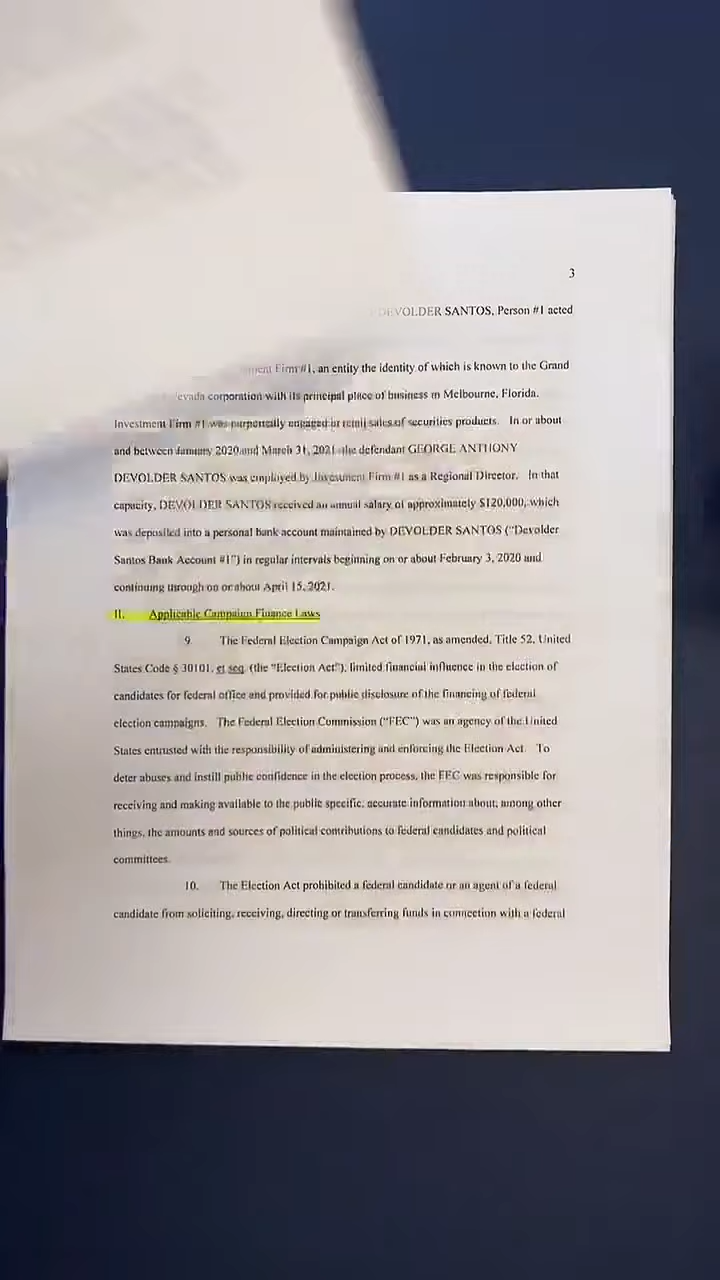 3
DEVOLDER SANTOS, Person #1 acted
Firm #1, an entity the identity of which is known to the Grand
corporation with its principal place of business in Melbourne, Florida.
Investment Firm #1 was purportedly engaged in retail sales of securities products. In or about
and between January 2020 and March 31, 2021, the defendant GEORGE ANTHONY
DEVOLDER SANTOS was employed by Investment Firm #1 as a Regional Director. In that
capacity, DEVOLDER SANTOS received an annual salary of approximately $120,000, which
was deposited into a personal bank account maintained by DEVOLDER SANTOS (“Devolder
Santos Bank Account #1”) in regular intervals beginning on or about February 3, 2020 and
continuing through on or about April 15, 2021.
II. Applicable Campaign Finance Laws
9. The Federal Election Campaign Act of 1971, as amended, Title 52, United
States Code § 30101, et seq. (the “Election Act”), limited financial influence in the election of
candidates for federal office and provided for public disclosure of the financing of federal
election campaigns. The Federal Election Commission (“FEC”) was an agency of the United
States entrusted with the responsibility of administering and enforcing the Election Act. To
deter abuses and instill public confidence in the election process, the FEC was responsible for
receiving and making available to the public specific, accurate information about, among other
things, the amounts and sources of political contributions to federal candidates and political
committees.
10. The Election Act prohibited a federal candidate or an agent of a federal
candidate from soliciting, receiving, directing or transferring funds in connection with a federal